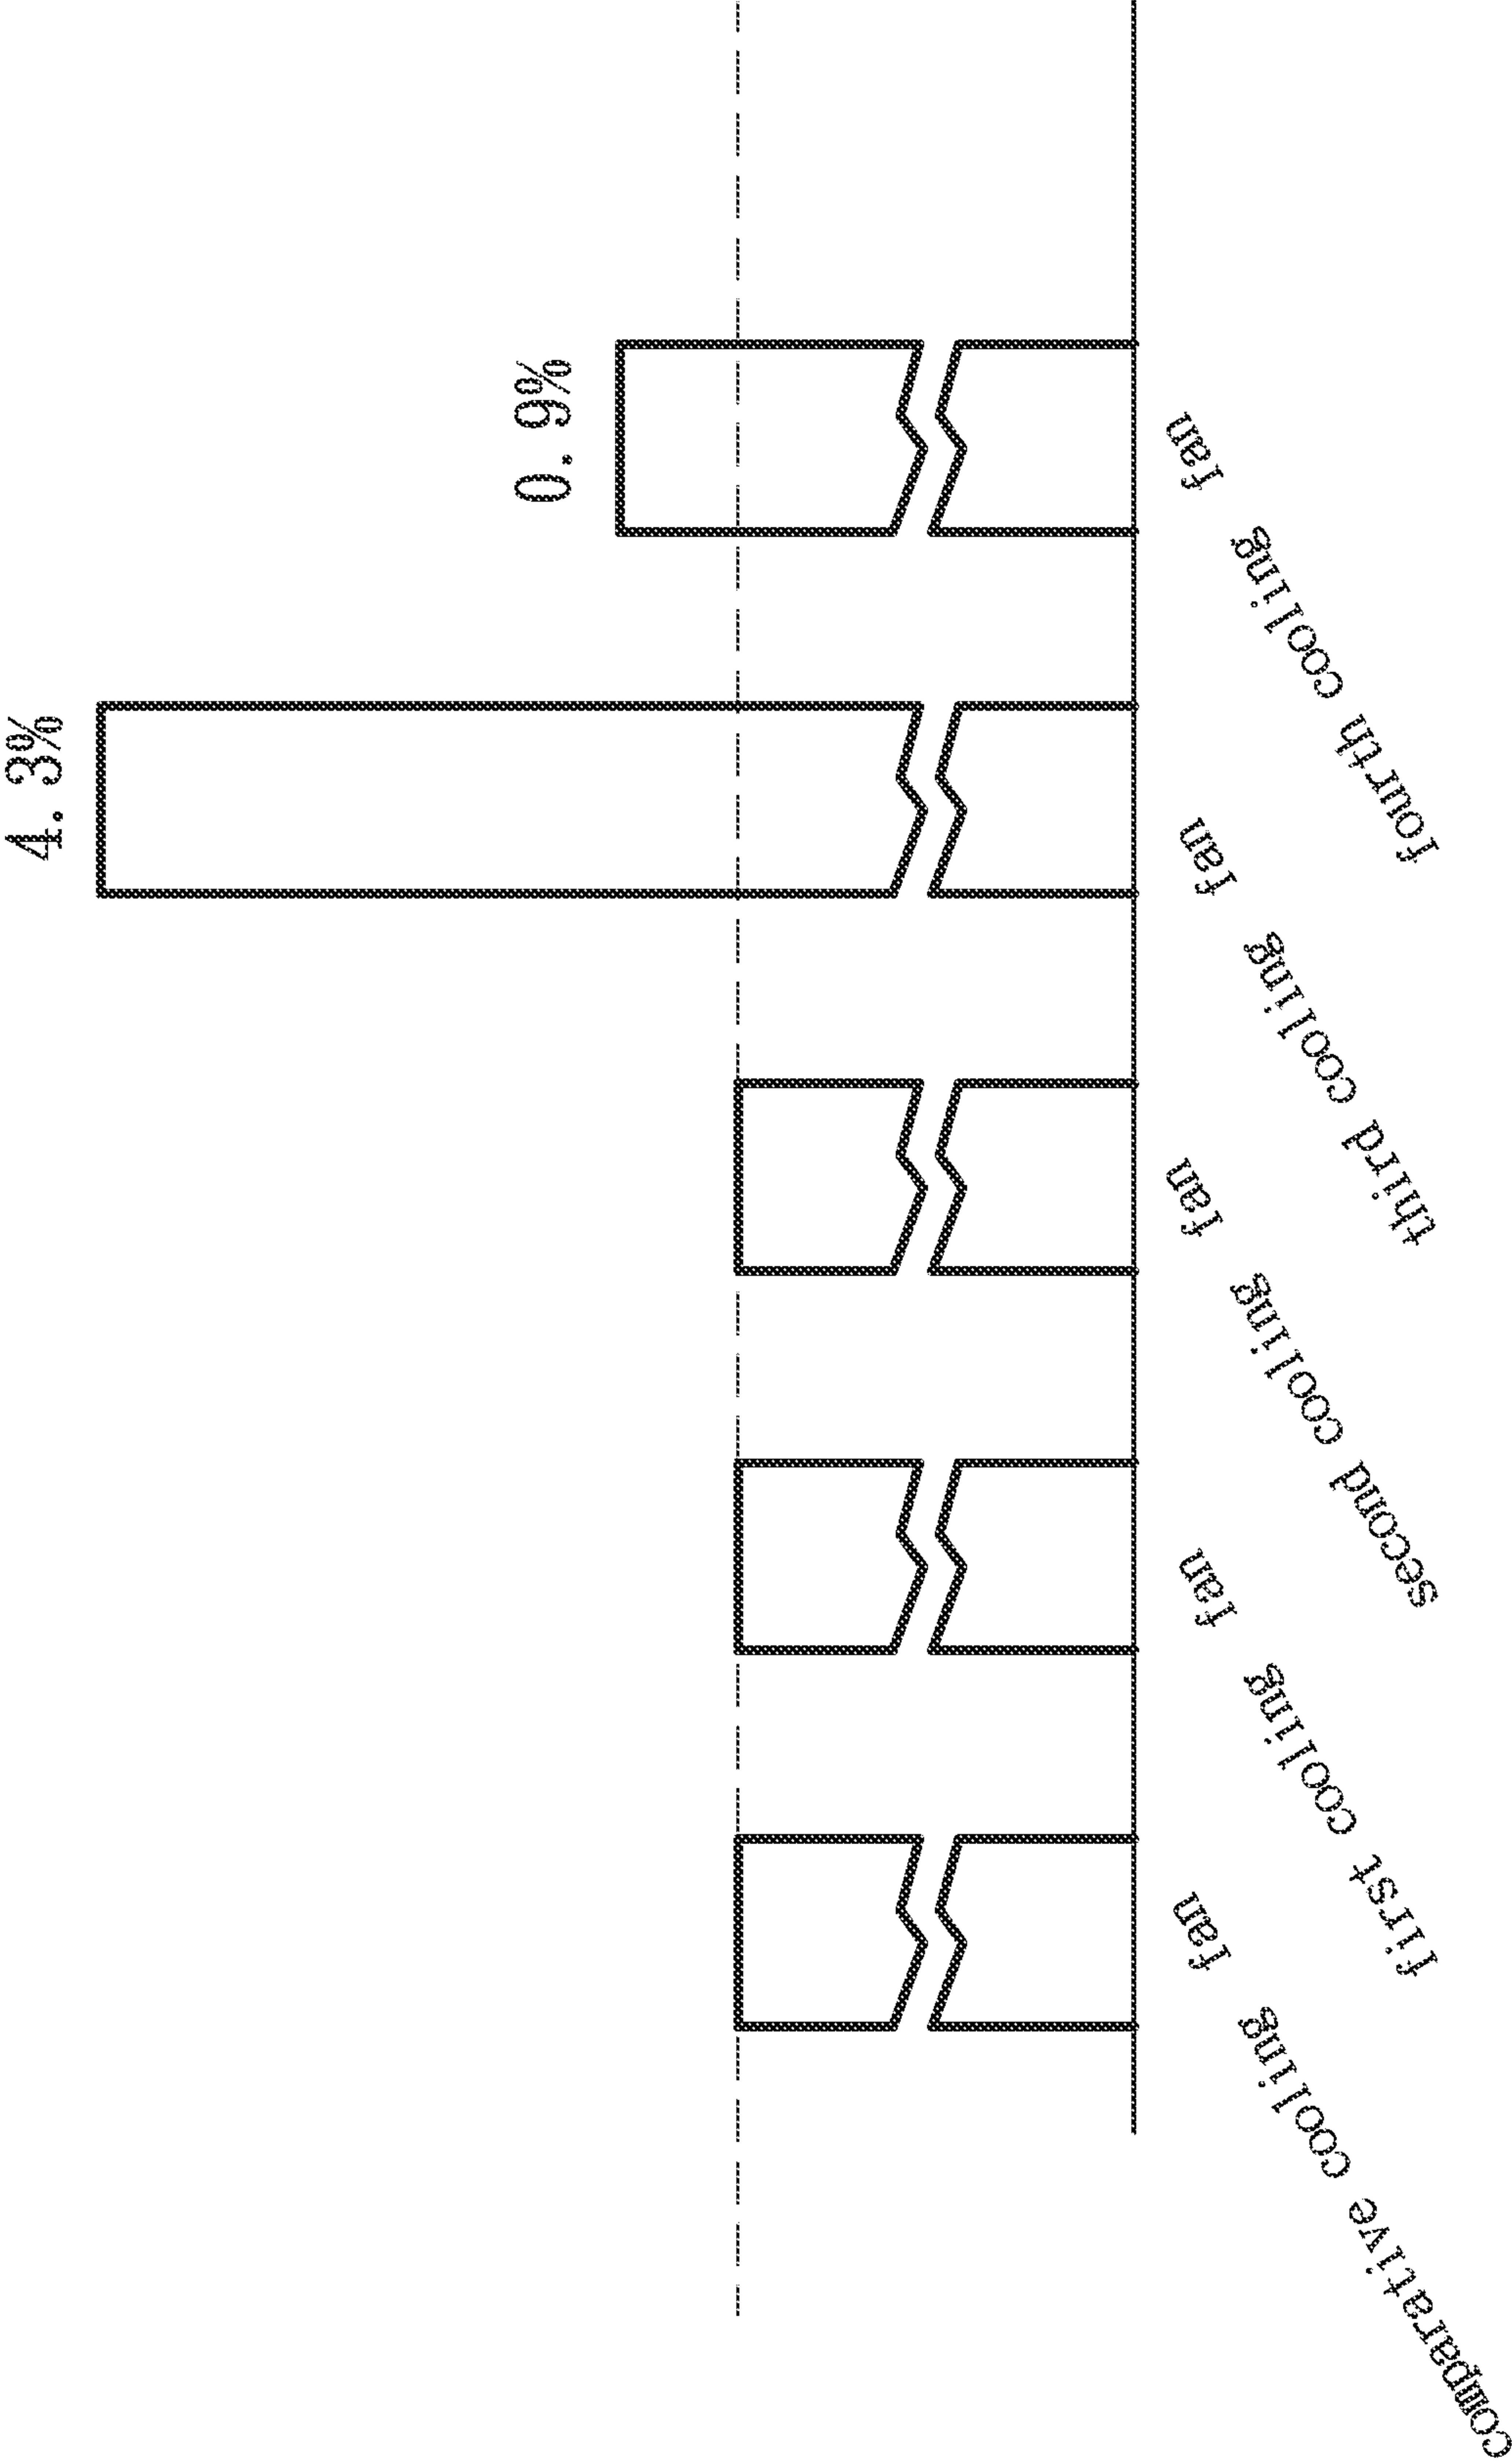 4.3%
0.9%
comparative cooling fan
first cooling fan
second cooling fan
third cooling fan
fourth cooling fan